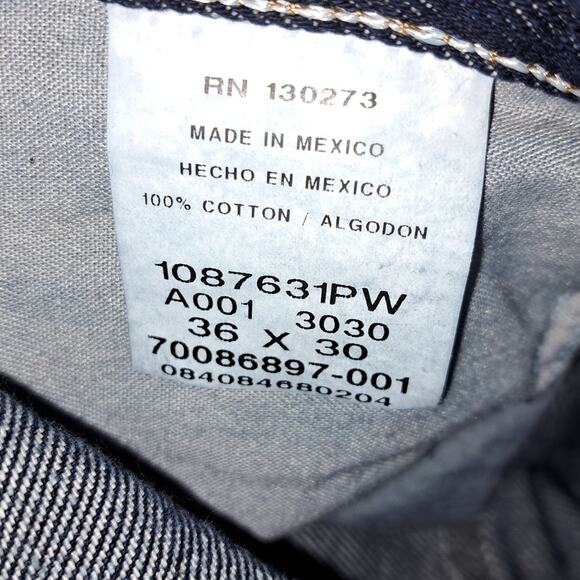 RN 130273
MADE IN MEXICO
HECHO EN MEXICO
100% COTTON / ALGODON
1087631PW
A001 3030
36 X 30
70086897-001
084084680204